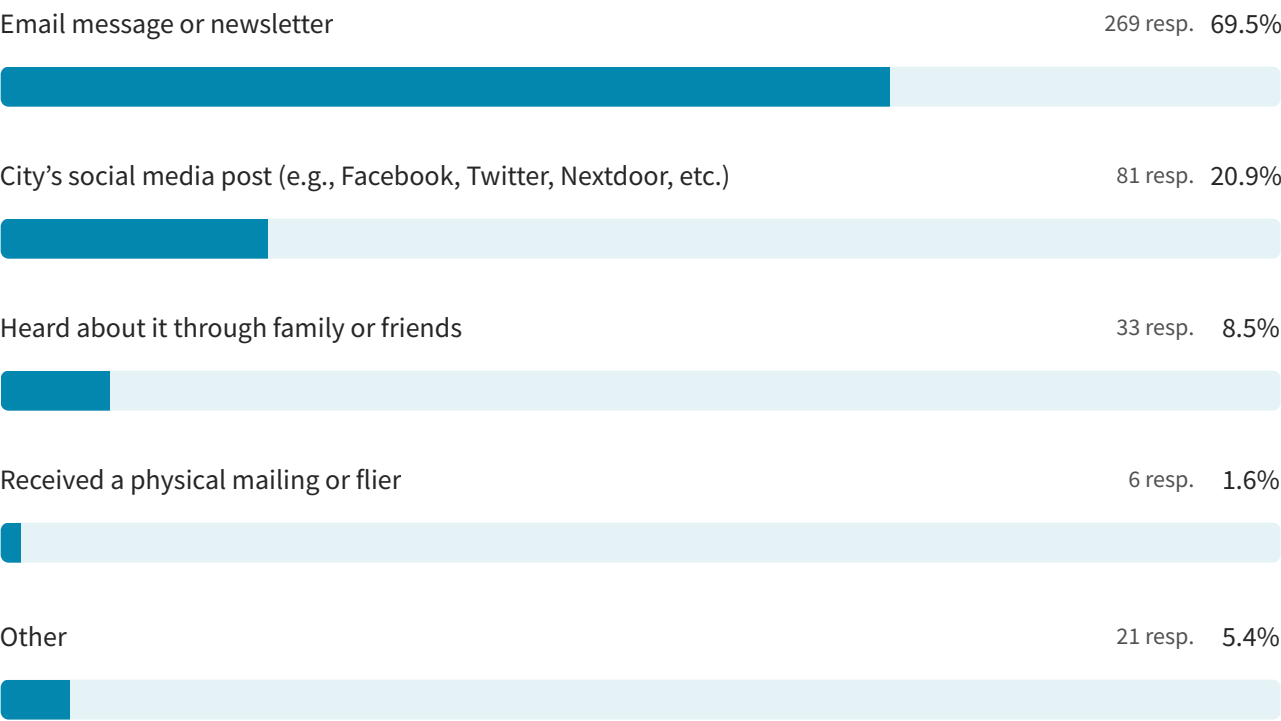 Email message or newsletter 269 resp. 69.5%
City’s social media post (e.g., Facebook, Twitter, Nextdoor, etc.) 81 resp. 20.9%
Heard about it through family or friends 33 resp. 8.5%
Received a physical mailing or flier 6 resp. 1.6%
Other 21 resp. 5.4%